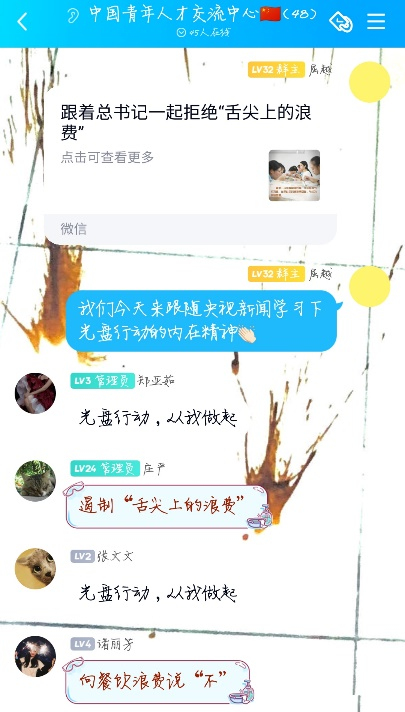 中国青年人才交流中心🇨🇳(48)
45人在线
LV32 群主 屈越
跟着总书记一起拒绝“舌尖上的浪
费”
点击可查看更多
微信
LV32 群主 屈越
我们今天来跟随央视新闻学习下
光盘行动的内在精神👏🏻
LV3 管理员 郑亚茹
光盘行动，从我做起
LV24 管理员 庄严
遏制“舌尖上的浪费”
LV2 张文文
光盘行动，从我做起
LV4 诸丽芳
向餐饮浪费说“不”